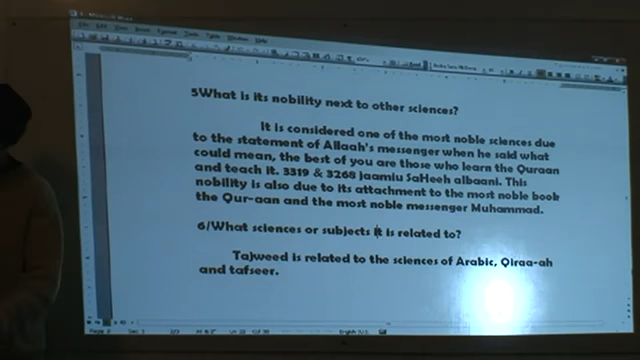 5What is its nobility next to other sciences?
It is considered one of the most noble sciences due
to the statement of Allaah's messenger when he said what
could mean, the best of you are those who learn the Quraan
and teach it. 3319 & 3268 jaamiu SaHeeh albaani. This
nobility is also due to its attachment to the most noble book
the Qur-aan and the most noble messenger Muhammad.
6/What sciences or subjects it is related to?
Tajweed is related to the sciences of Arabic, Qiraa-ah
and tafseer.